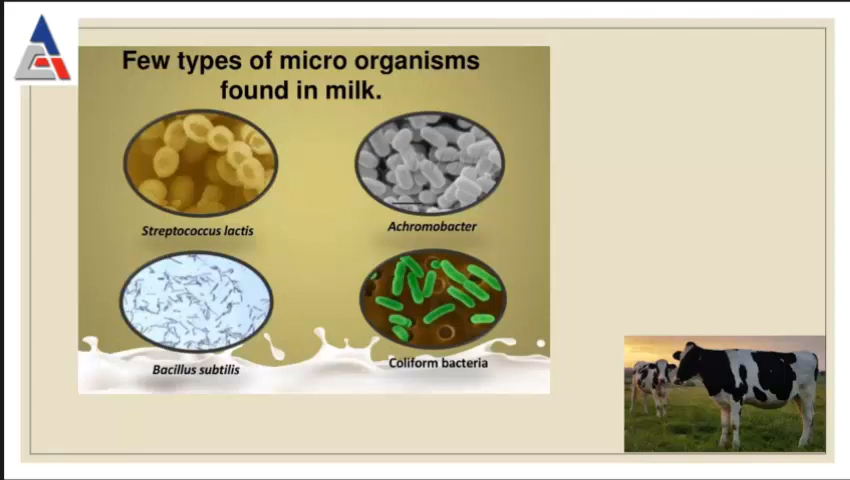 Few types of micro organisms
found in milk.
Streptococcus lactis
Achromobacter
Bacillus subtilis
Coliform bacteria